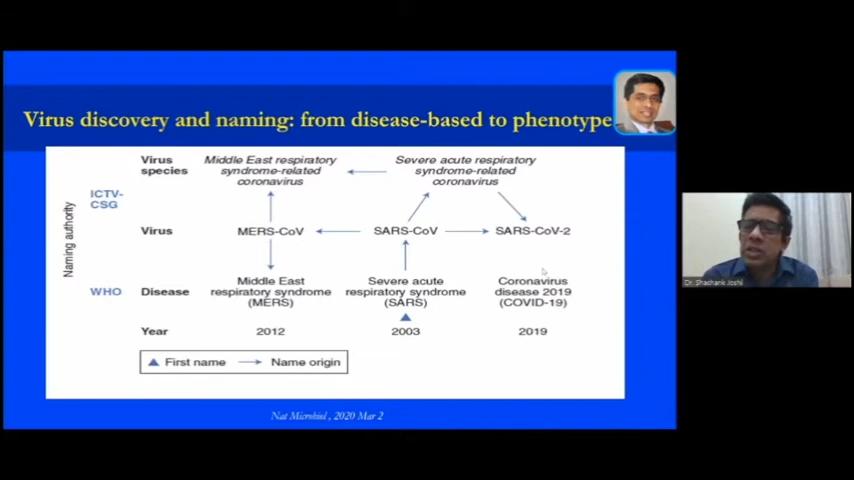 Virus discovery and naming: from disease-based to phenotype
Virus species
Middle East respiratory
syndrome-related
coronavirus
Severe acute respiratory
syndrome-related
coronavirus
Naming authority
ICTV-
CSG
Virus
MERS-CoV
SARS-CoV
SARS-CoV-2
WHO
Disease
Middle East
respiratory syndrome
(MERS)
Severe acute
respiratory syndrome
(SARS)
Coronavirus
disease 2019
(COVID-19)
Year
2012
2003
2019
First name
Name origin
Nat Microbiol , 2020 Mar 2
Dr. Shashank Joshi